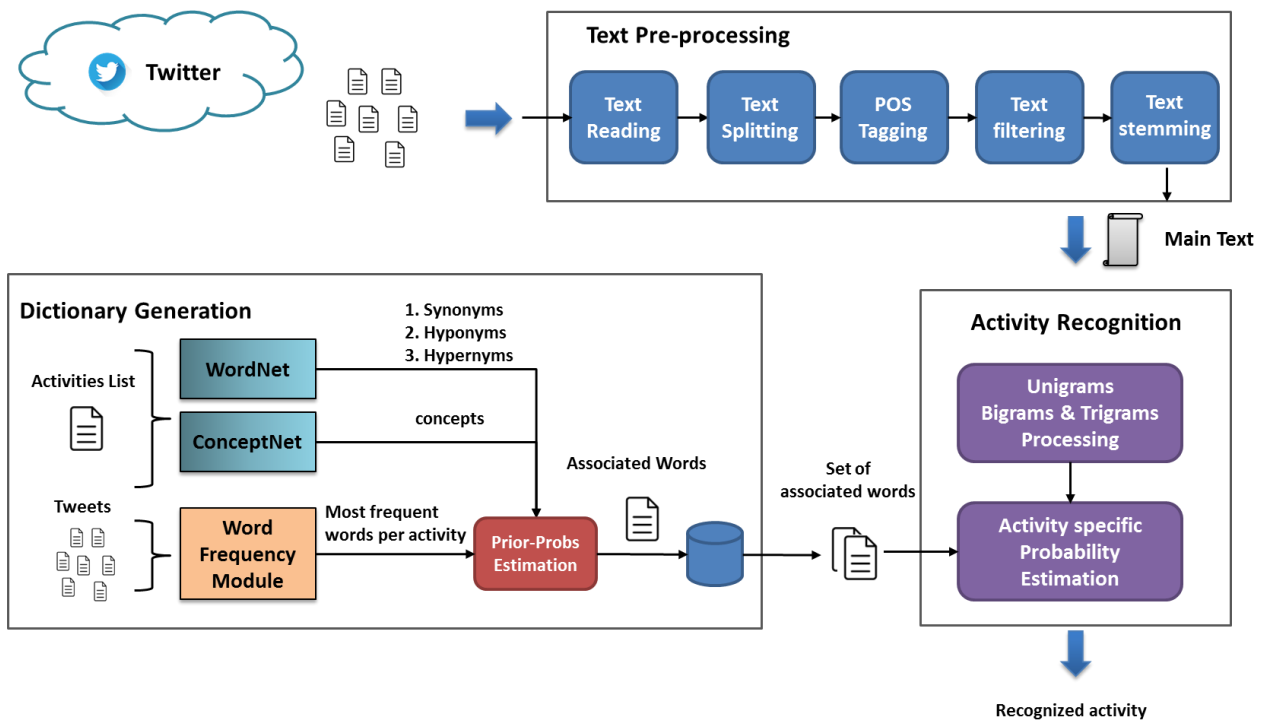 Twitter
Text Pre-processing
Text
Reading
Text
Splitting
POS
Tagging
Text
filtering
Text
stemming
Main Text
Dictionary Generation
Activities List
WordNet
ConceptNet
1. Synonyms
2. Hyponyms
3. Hypernyms
concepts
Tweets
Word
Frequency
Module
Most frequent
words per activity
Prior-Probs
Estimation
Associated Words
Set of
associated words
Activity Recognition
Unigrams
Bigrams & Trigrams
Processing
Activity specific
Probability
Estimation
Recognized activity